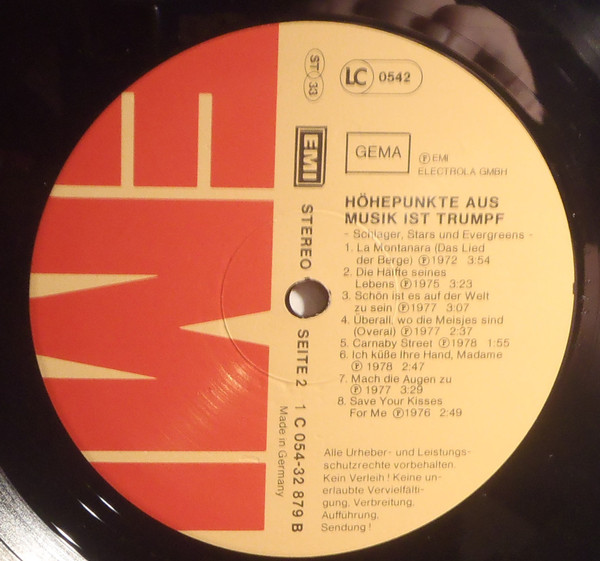 EMI
ST 33
LC 0542
GEMA
Ⓟ EMI
ELECTROLA GMBH
EMI
HÖHEPUNKTE AUS
MUSIK IST TRUMPF
- Schlager, Stars und Evergreens -
1. La Montanara (Das Lied
der Berge) Ⓟ 1972 3:54
2. Die Hälfte seines
Lebens Ⓟ 1975 3:23
3. Schön ist es auf der Welt
zu sein Ⓟ 1977 3:07
4. Überall, wo die Meisjes sind
(Overal) Ⓟ 1977 2:37
5. Carnaby Street Ⓟ 1978 1:55
6. Ich küße Ihre Hand, Madame
Ⓟ 1978 2:47
7. Mach die Augen zu
Ⓟ 1977 3:29
8. Save Your Kisses
For Me Ⓟ 1976 2:49
STEREO SEITE 2 1 C 054-32 879 B
Made in Germany
Alle Urheber- und Leistungs-
schutzrechte vorbehalten.
Kein Verleih! Keine un-
erlaubte Vervielfälti-
gung, Verbreitung,
Aufführung,
Sendung!